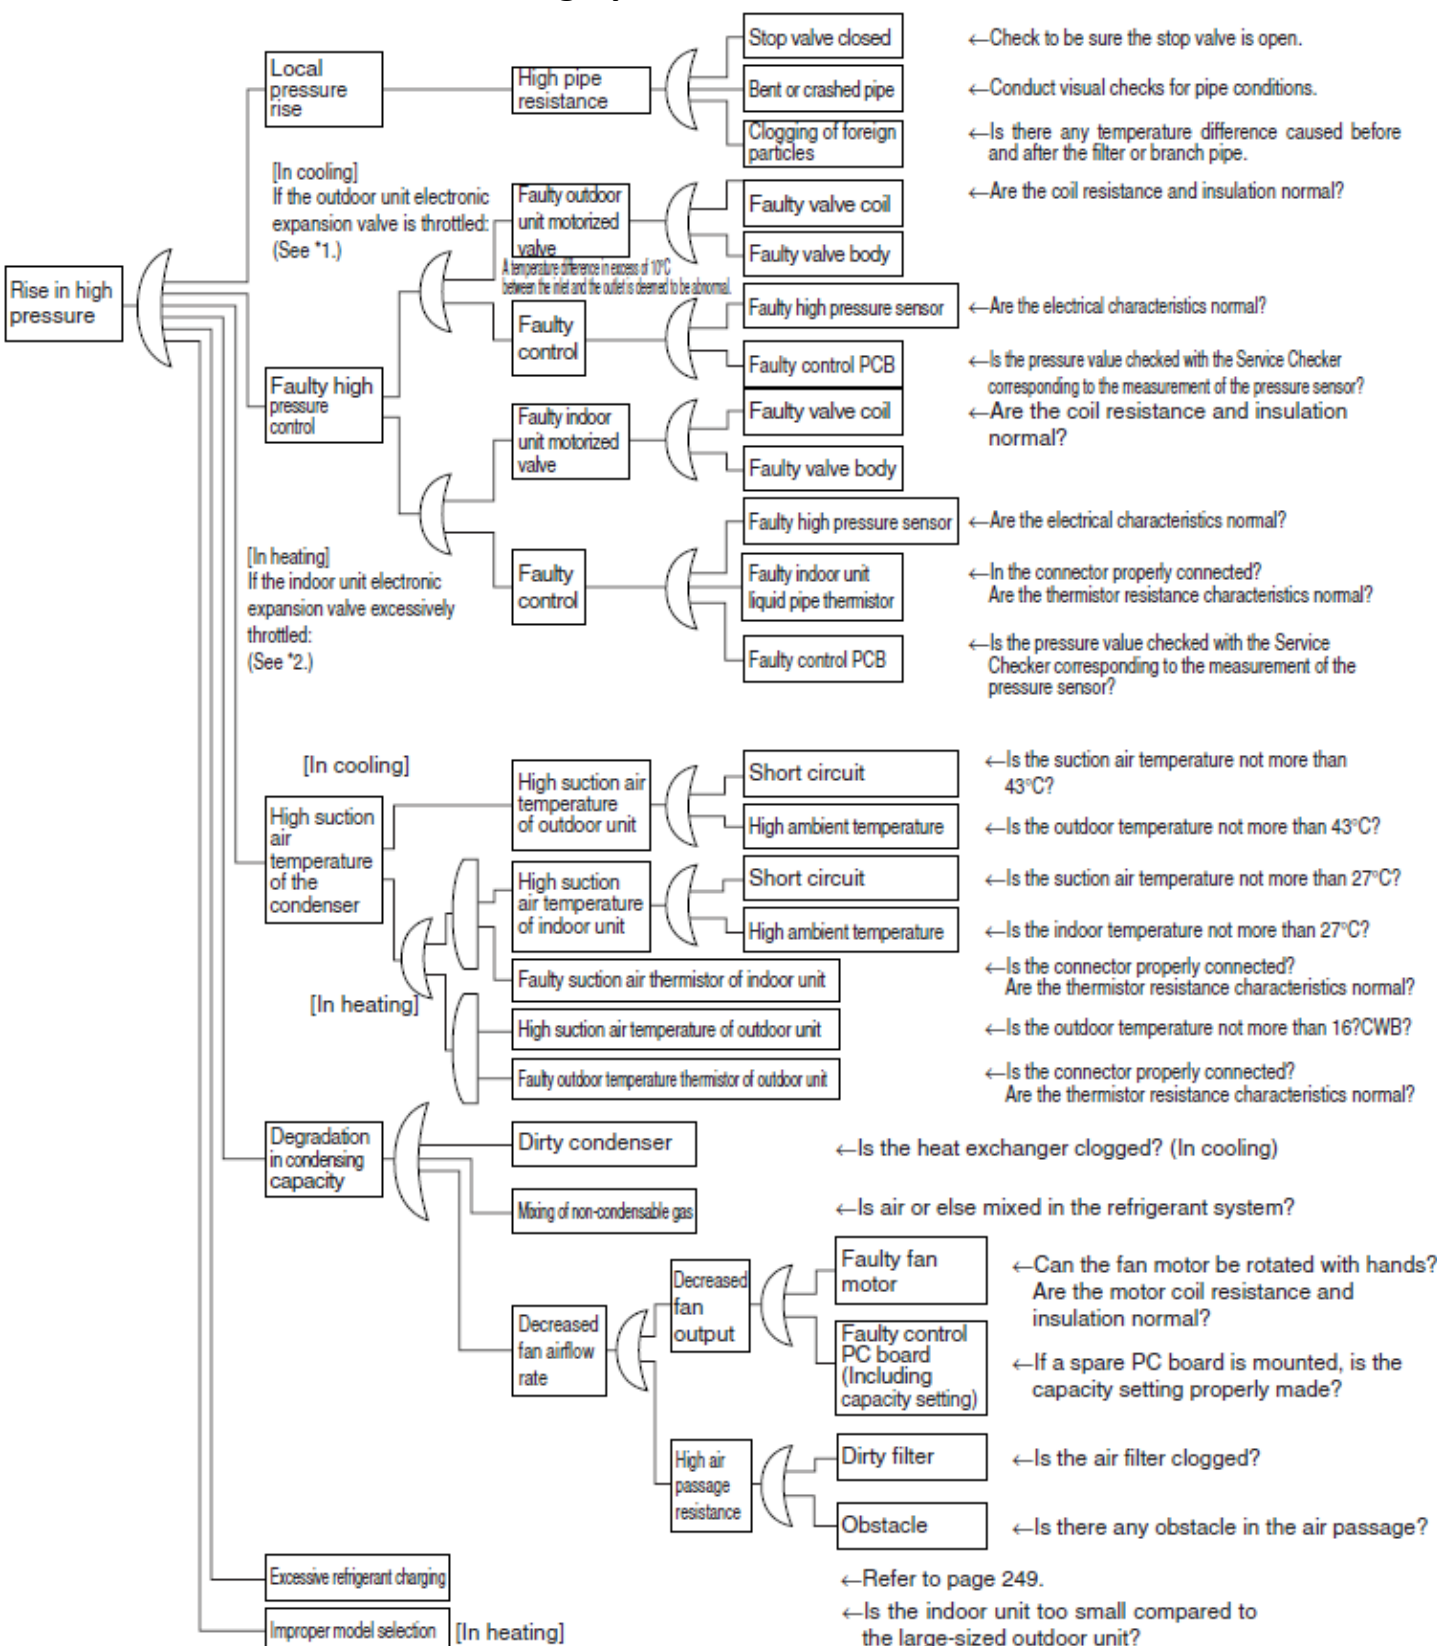 Rise in high
pressure
Local
pressure
rise
High pipe
resistance
Stop valve closed
←Check to be sure the stop valve is open.
Bent or crashed pipe
←Conduct visual checks for pipe conditions.
Clogging of foreign
particles
←Is there any temperature difference caused before
and after the filter or branch pipe.
[In cooling]
If the outdoor unit electronic
expansion valve is throttled:
(See *1.)
Faulty high
pressure
control
Faulty outdoor
unit motorized
valve
A temperature difference in excess of 10°C
between the inlet and the outlet is deemed to be abnormal.
Faulty valve coil
←Are the coil resistance and insulation normal?
Faulty valve body
Faulty
control
Faulty high pressure sensor
←Are the electrical characteristics normal?
Faulty control PCB
←Is the pressure value checked with the Service Checker
corresponding to the measurement of the pressure sensor?
Faulty indoor
unit motorized
valve
Faulty valve coil
←Are the coil resistance and insulation
normal?
Faulty valve body
[In heating]
If the indoor unit electronic
expansion valve excessively
throttled:
(See *2.)
Faulty
control
Faulty high pressure sensor
←Are the electrical characteristics normal?
Faulty indoor unit
liquid pipe thermistor
←In the connector properly connected?
Are the thermistor resistance characteristics normal?
Faulty control PCB
←Is the pressure value checked with the Service
Checker corresponding to the measurement of the
pressure sensor?
[In cooling]
High suction
air
temperature
of the
condenser
High suction air
temperature
of outdoor unit
Short circuit
←Is the suction air temperature not more than
43°C?
High ambient temperature
←Is the outdoor temperature not more than 43°C?
[In heating]
High suction
air temperature
of indoor unit
Short circuit
←Is the suction air temperature not more than 27°C?
High ambient temperature
←Is the indoor temperature not more than 27°C?
Faulty suction air thermistor of indoor unit
←Is the connector properly connected?
Are the thermistor resistance characteristics normal?
High suction air temperature of outdoor unit
←Is the outdoor temperature not more than 16?CWB?
Faulty outdoor temperature thermistor of outdoor unit
←Is the connector properly connected?
Are the thermistor resistance characteristics normal?
Degradation
in condensing
capacity
Dirty condenser
←Is the heat exchanger clogged? (In cooling)
Mixing of non-condensable gas
←Is air or else mixed in the refrigerant system?
Decreased
fan airflow
rate
Decreased
fan
output
Faulty fan
motor
←Can the fan motor be rotated with hands?
Are the motor coil resistance and
insulation normal?
Faulty control
PC board
(Including
capacity setting)
←If a spare PC board is mounted, is the
capacity setting properly made?
High air
passage
resistance
Dirty filter
←Is the air filter clogged?
Obstacle
←Is there any obstacle in the air passage?
Excessive refrigerant charging
←Refer to page 249.
Improper model selection
[In heating]
←Is the indoor unit too small compared to
the large-sized outdoor unit?